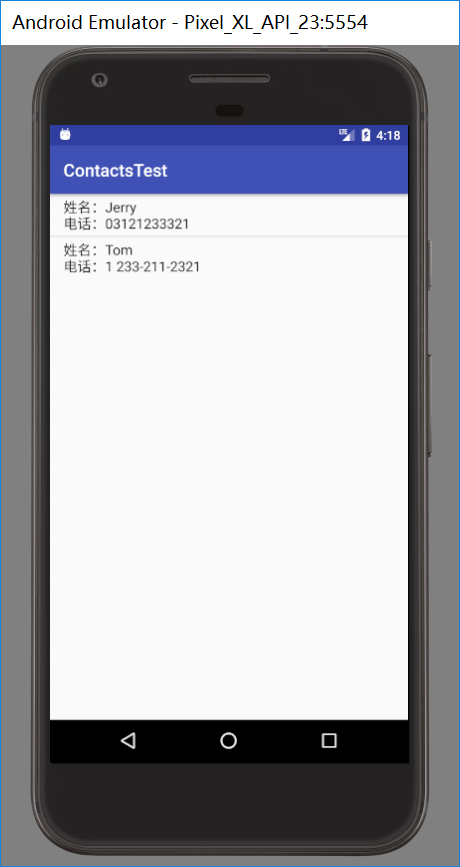 Android Emulator - Pixel_XL_API_23:5554
LTE 4:18
ContactsTest
姓名：Jerry
电话：03121233321
姓名：Tom
电话：1 233-211-2321